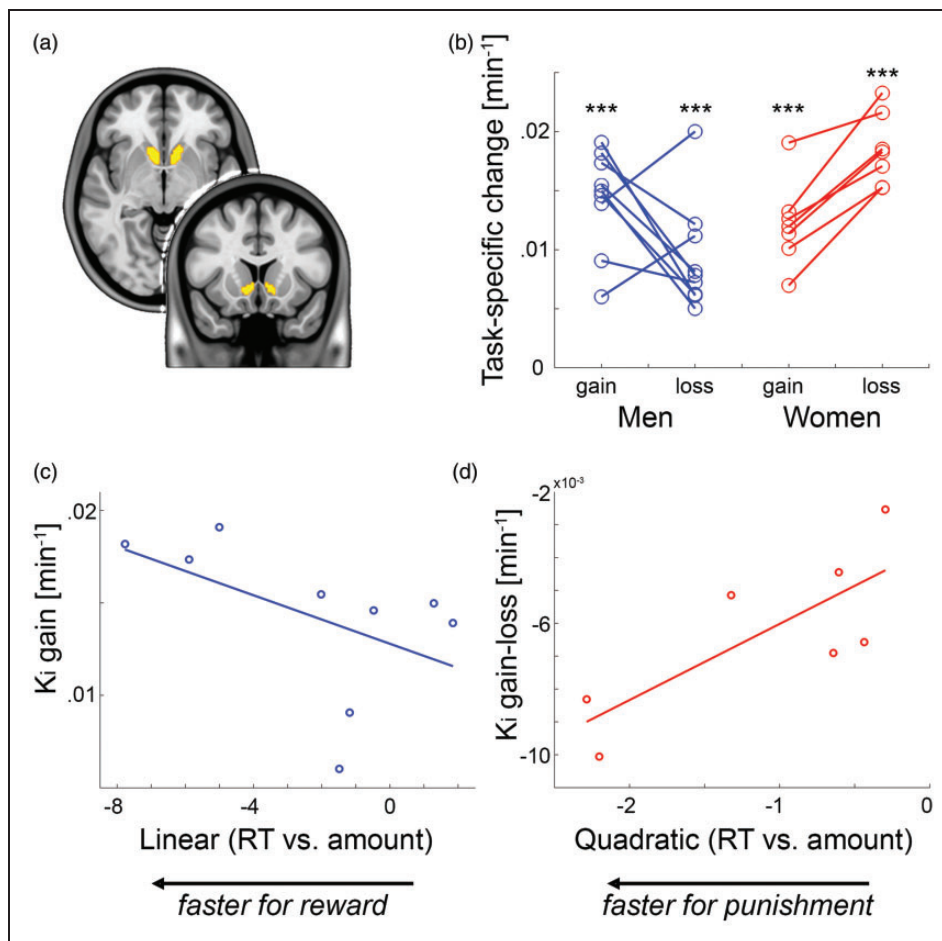 (a)
(b)
Task-specific change [min⁻¹]
.02
.01
0
***
***
***
***
gain
loss
gain
loss
Men
Women
(c)
Ki gain [min⁻¹]
.02
.01
-8
-4
0
Linear (RT vs. amount)
faster for reward
(d)
x10⁻³
Ki gain-loss [min⁻¹]
-2
-6
-10
-2
-1
0
Quadratic (RT vs. amount)
faster for punishment